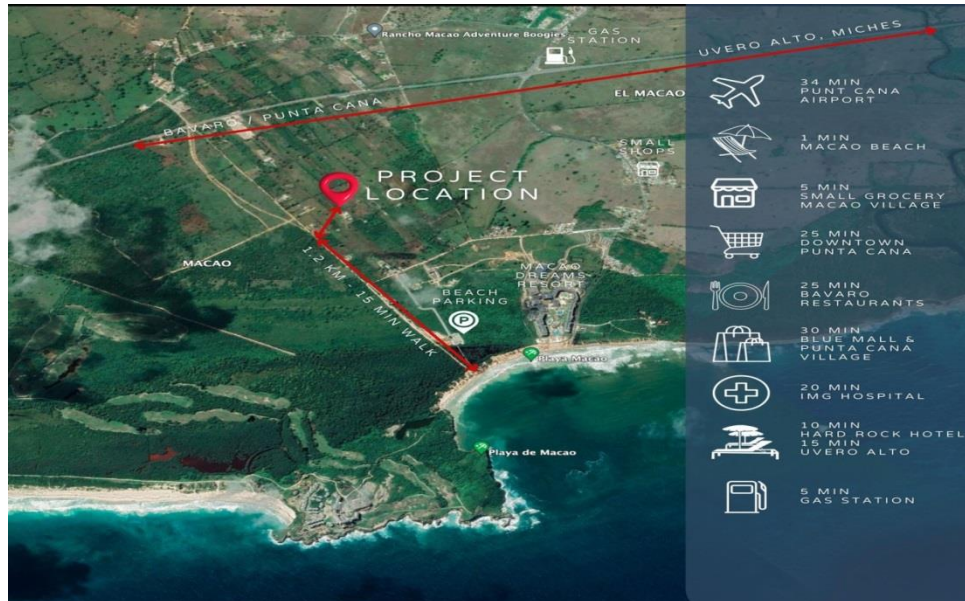 Rancho Macao Adventure Boogies
GAS
STATION
UVERO ALTO, MICHES
EL MACAO
BAVARO / PUNTA CANA
SMALL
SHOPS
PROJECT
LOCATION
MACAO
1.2 KM - 15 MIN WALK
BEACH
PARKING
P
MACAO
DREAMS
RESORT
Playa Macao
Playa de Macao
34 MIN
PUNT CANA
AIRPORT
1 MIN
MACAO BEACH
5 MIN
SMALL GROCERY
MACAO VILLAGE
25 MIN
DOWNTOWN
PUNTA CANA
25 MIN
BAVARO
RESTAURANTS
30 MIN
BLUE MALL &
PUNTA CANA
VILLAGE
20 MIN
IMG HOSPITAL
10 MIN
HARD ROCK HOTEL
15 MIN
UVERO ALTO
5 MIN
GAS STATION